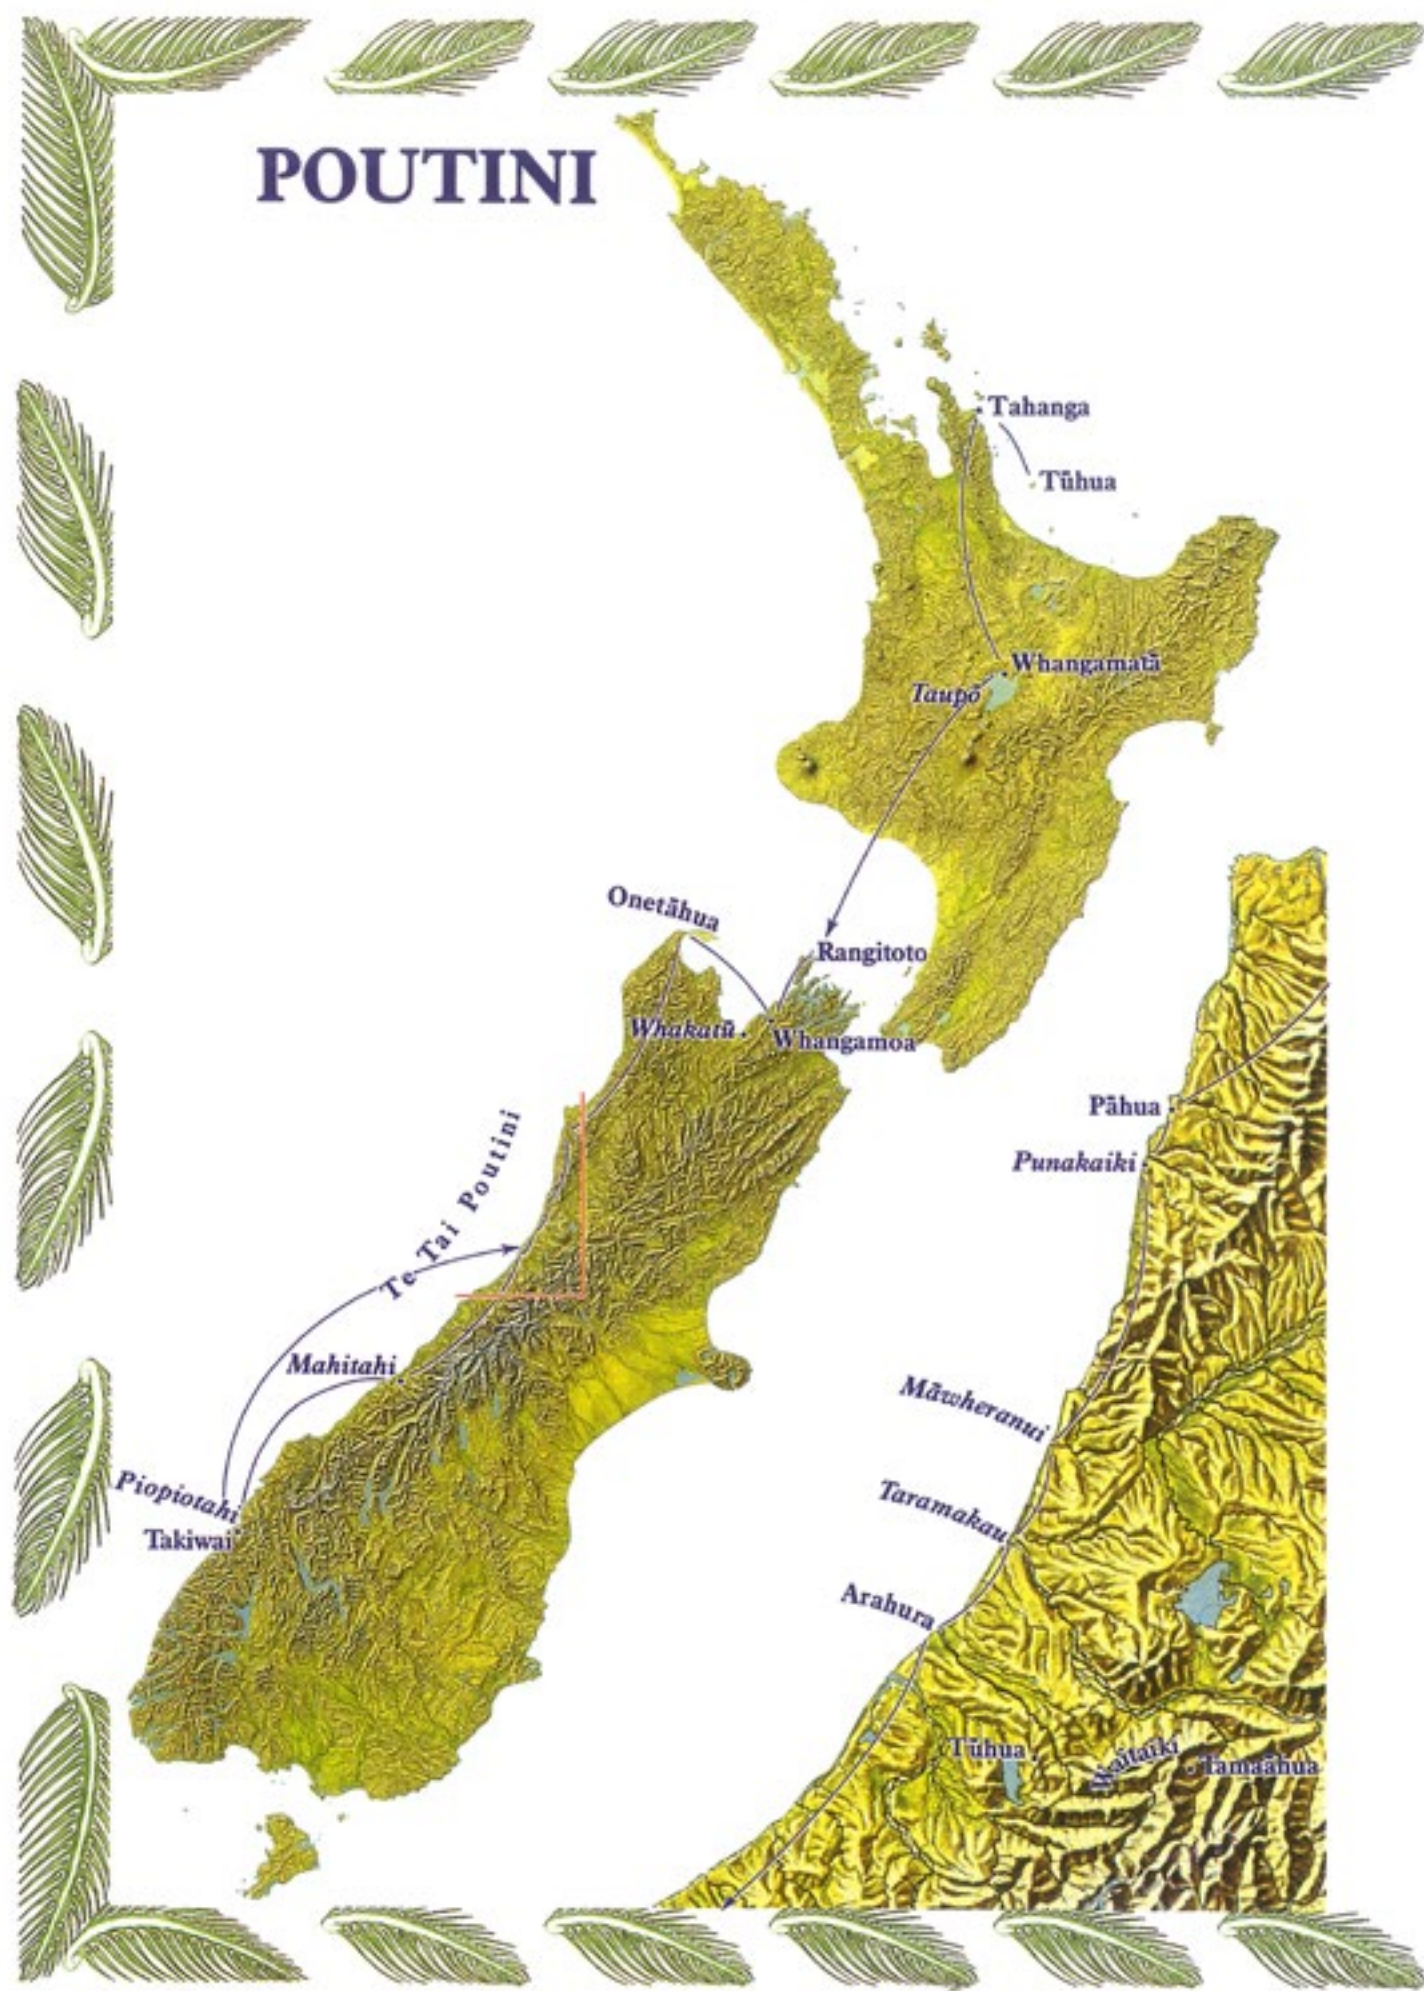 POUTINI
Tahanga
Tūhua
Whangamatā
Taupō
Onetāhua
Rangitoto
Whakatū
Whangamoa
Pāhua
Punakaiki
Te Tai Poutini
Mahitahi
Māwheranui
Piopiotahi
Taramakau
Takiwai
Arahura
Tūhua
Waitaiki
Tamaāhua